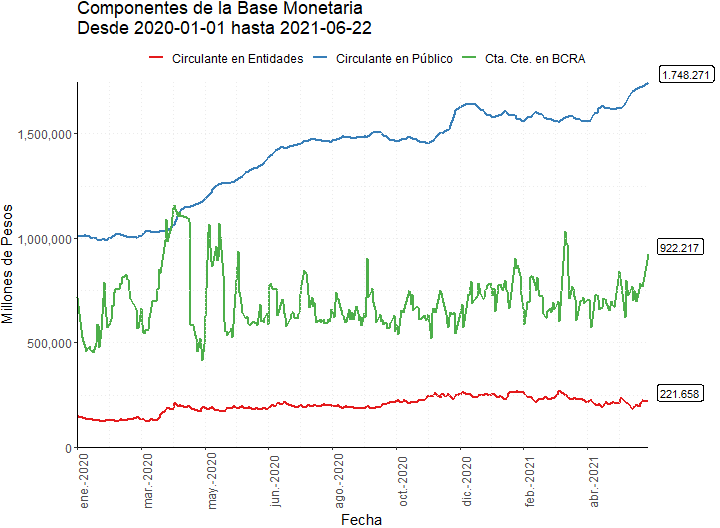 Componentes de la Base Monetaria
Desde 2020-01-01 hasta 2021-06-22
Circulante en Entidades Circulante en Público Cta. Cte. en BCRA
1.748.271
1,500,000
1,000,000
922.217
500,000
221.658
0
Millones de Pesos
ene.-2020 mar.-2020 may.-2020 jun.-2020 ago.-2020 oct.-2020 dic.-2020 feb.-2021 abr.-2021
Fecha